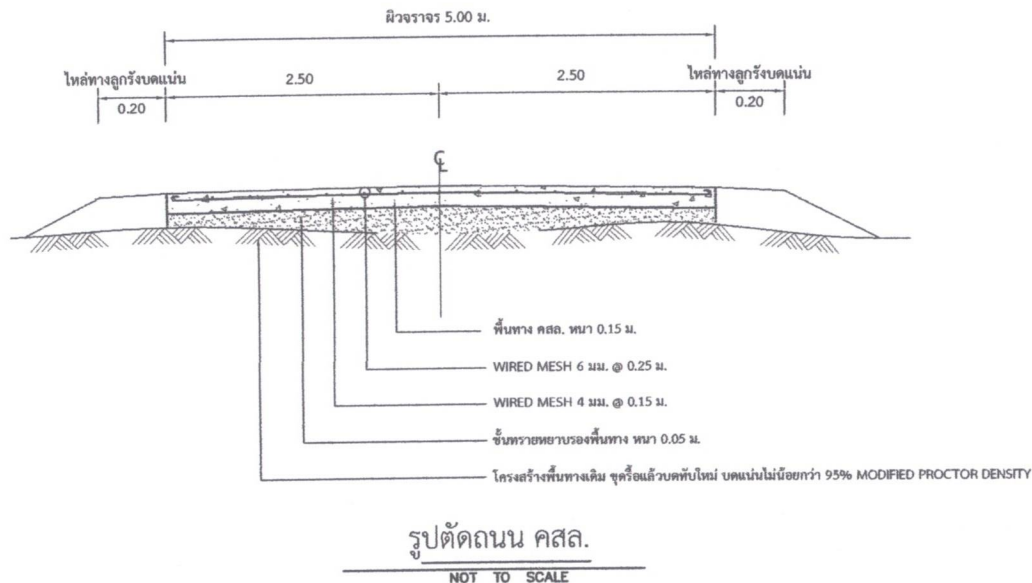 ผิวจราจร 5.00 ม.
ไหล่ทางลูกรังบดแน่น
2.50
2.50
ไหล่ทางลูกรังบดแน่น
0.20
0.20
℄
พื้นทาง คสล. หนา 0.15 ม.
WIRED MESH 6 มม. @ 0.25 ม.
WIRED MESH 4 มม. @ 0.15 ม.
ชั้นทรายหยาบรองพื้นทาง หนา 0.05 ม.
โครงสร้างพื้นทางเดิม ขุดรื้อแล้วบดทับใหม่ บดแน่นไม่น้อยกว่า 95% MODIFIED PROCTOR DENSITY
รูปตัดถนน คสล.
NOT TO SCALE